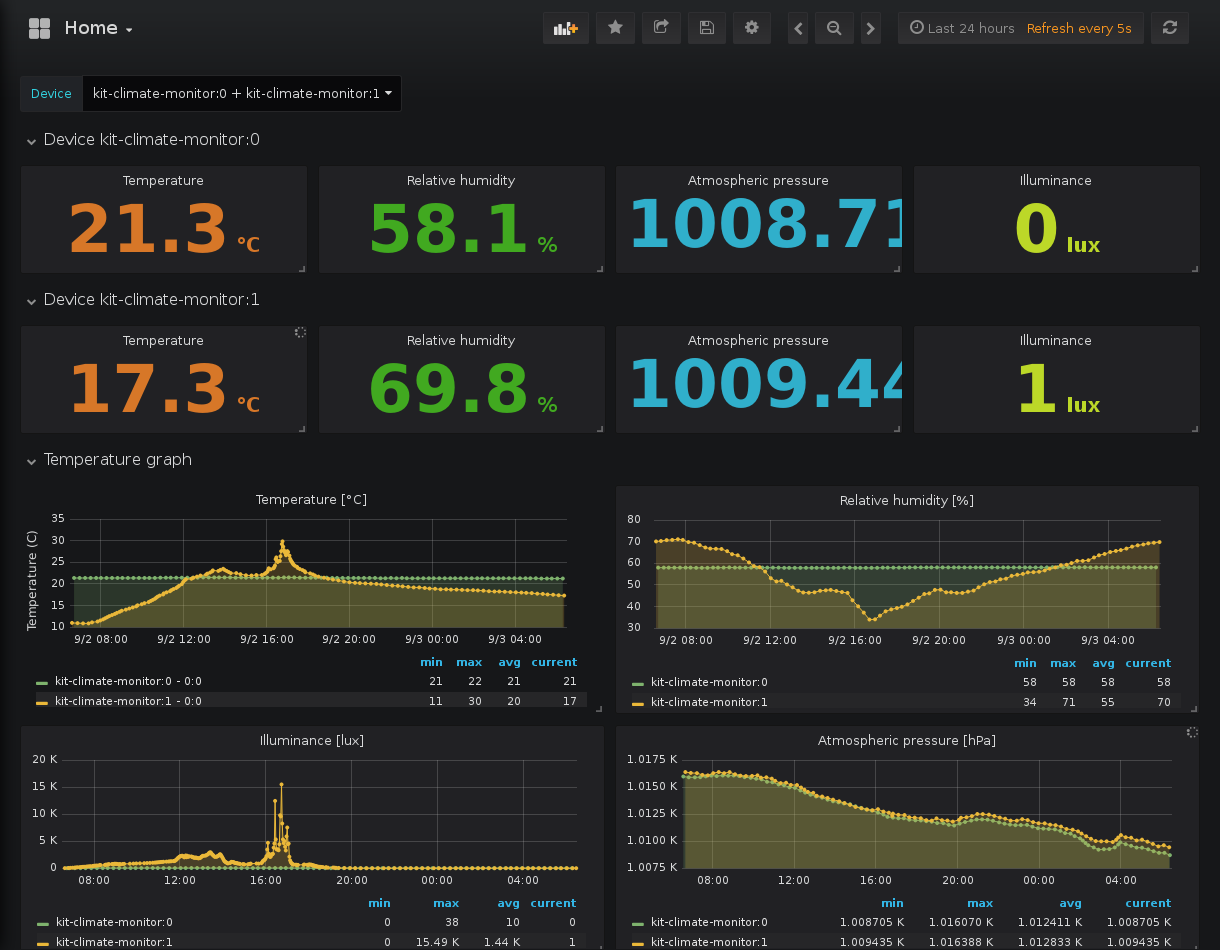 Home
Last 24 hours Refresh every 5s
Device kit-climate-monitor:0 + kit-climate-monitor:1
Device kit-climate-monitor:0
Temperature Relative humidity Atmospheric pressure Illuminance
21.3 °C 58.1 % 1008.71 0 lux
Device kit-climate-monitor:1
Temperature Relative humidity Atmospheric pressure Illuminance
17.3 °C 69.8 % 1009.44 1 lux
Temperature graph
Temperature [°C]
Temperature (C)
35
30
25
20
15
10
9/2 08:00 9/2 12:00 9/2 16:00 9/2 20:00 9/3 00:00 9/3 04:00
min max avg current
kit-climate-monitor:0 - 0:0 21 22 21 21
kit-climate-monitor:1 - 0:0 11 30 20 17
Relative humidity [%]
80
70
60
50
40
30
9/2 08:00 9/2 12:00 9/2 16:00 9/2 20:00 9/3 00:00 9/3 04:00
min max avg current
kit-climate-monitor:0 58 58 58 58
kit-climate-monitor:1 34 71 55 70
Illuminance [lux]
20 K
15 K
10 K
5 K
0
08:00 12:00 16:00 20:00 00:00 04:00
min max avg current
kit-climate-monitor:0 0 38 10 0
kit-climate-monitor:1 0 15.49 K 1.44 K 1
Atmospheric pressure [hPa]
1.0175 K
1.0150 K
1.0125 K
1.0100 K
1.0075 K
08:00 12:00 16:00 20:00 00:00 04:00
min max avg current
kit-climate-monitor:0 1.008705 K 1.016070 K 1.012411 K 1.008705 K
kit-climate-monitor:1 1.009435 K 1.016388 K 1.012833 K 1.009435 K